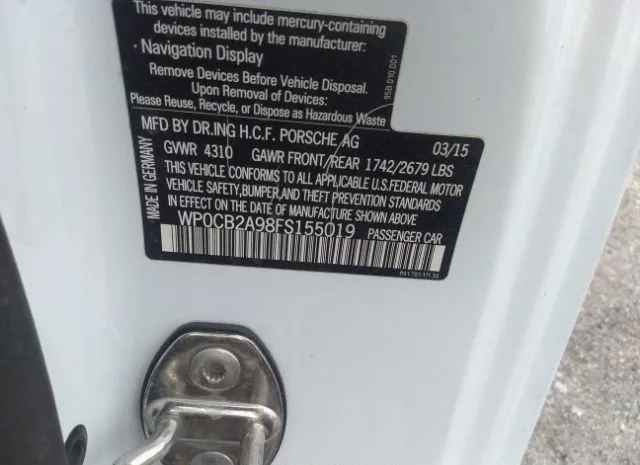 This vehicle may include mercury-containing
devices installed by the manufacturer:
· Navigation Display
Remove Devices Before Vehicle Disposal.
Upon Removal of Devices:
Please Reuse, Recycle, or Dispose as Hazardous Waste
95B.010.001
MFD BY DR.ING H.C.F. PORSCHE AG 03/15
GVWR 4310 GAWR FRONT/REAR 1742/2679 LBS
THIS VEHICLE CONFORMS TO ALL APPLICABLE U.S.FEDERAL MOTOR
VEHICLE SAFETY,BUMPER,AND THEFT PREVENTION STANDARDS
IN EFFECT ON THE DATE OF MANUFACTURE SHOWN ABOVE
WP0CB2A98FS155019 PASSENGER CAR
MADE IN GERMANY